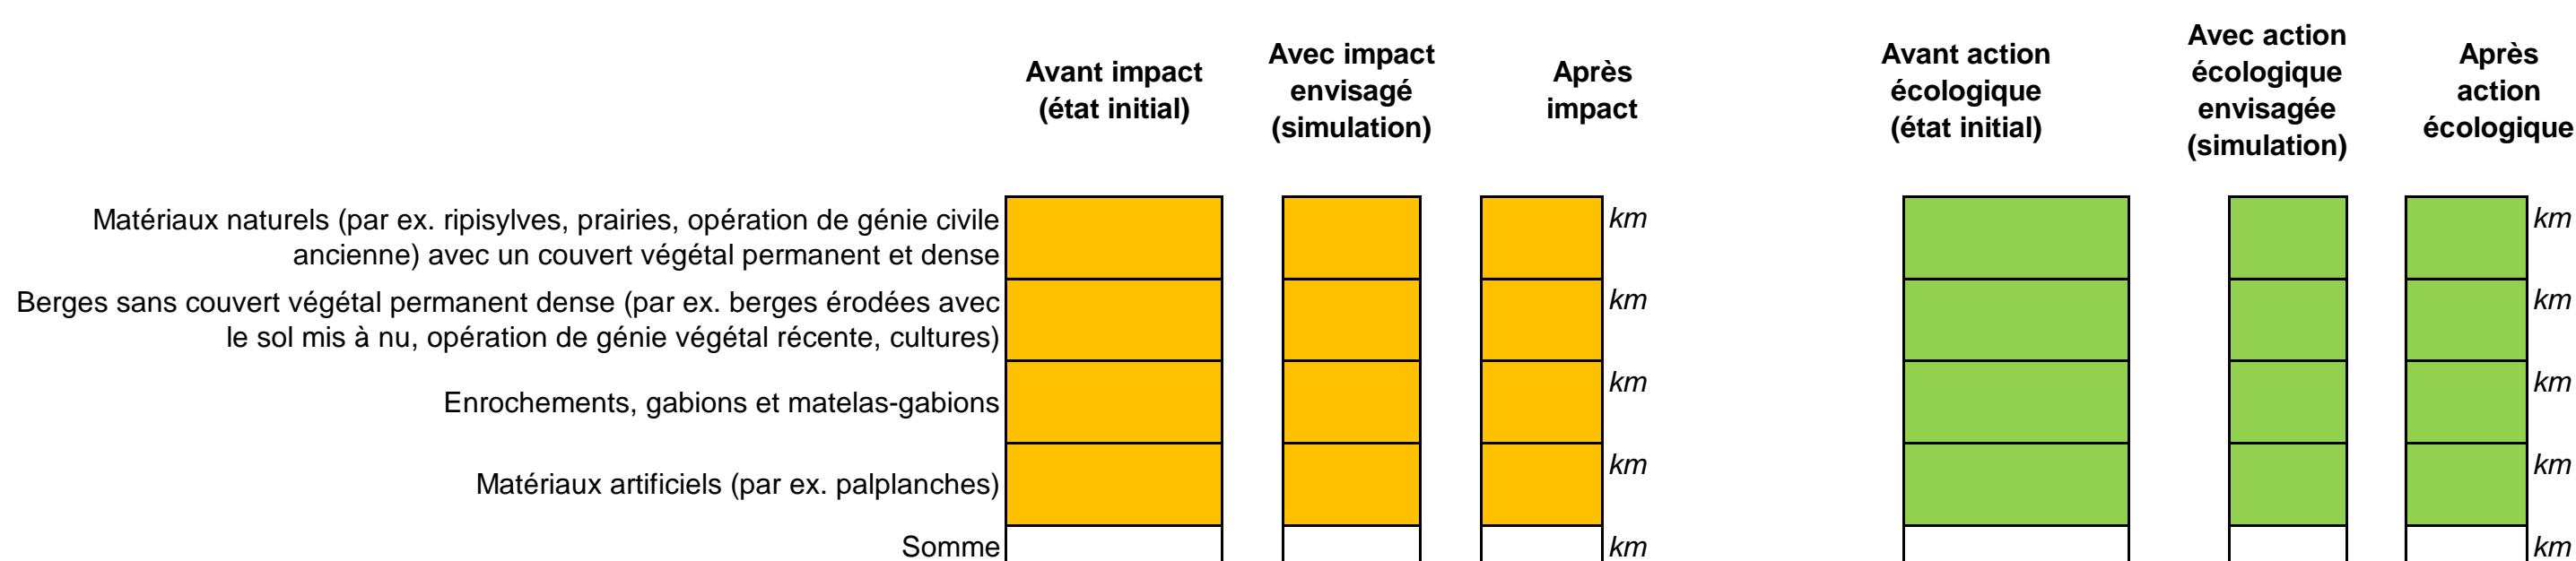 Avant impact
(état initial)
Avec impact
envisagé
(simulation)
Après
impact
Avant action
écologique
(état initial)
Avec action
écologique
envisagée
(simulation)
Après
action
écologique
Matériaux naturels (par ex. ripisylves, prairies, opération de génie civile
ancienne) avec un couvert végétal permanent et dense
km
km
Berges sans couvert végétal permanent dense (par ex. berges érodées avec
le sol mis à nu, opération de génie végétal récente, cultures)
km
km
Enrochements, gabions et matelas-gabions
km
km
Matériaux artificiels (par ex. palplanches)
km
km
Somme
km
km